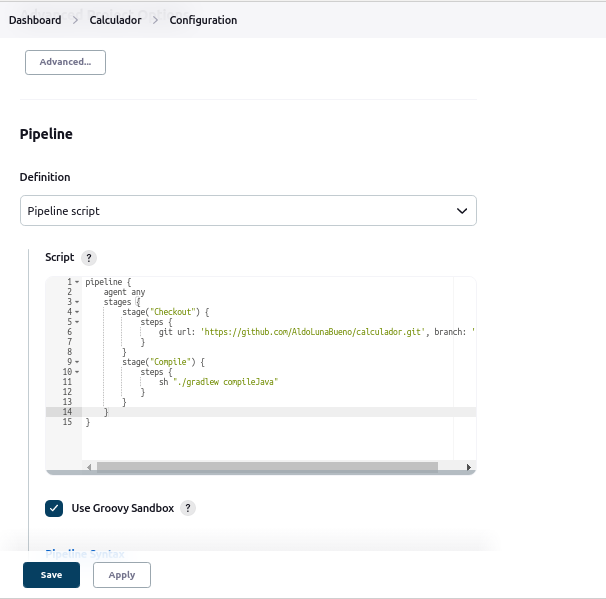 Dashboard > Calculador > Configuration
Advanced...
Pipeline
Definition
Pipeline script
Script ?
1 pipeline {
2 agent any
3 stages {
4 stage("Checkout") {
5 steps {
6 git url: 'https://github.com/AldoLunaBueno/calculador.git', branch: '
7 }
8 }
9 stage("Compile") {
10 steps {
11 sh "./gradlew compileJava"
12 }
13 }
14 }
15 }
Use Groovy Sandbox ?
Pipeline Syntax
Save Apply